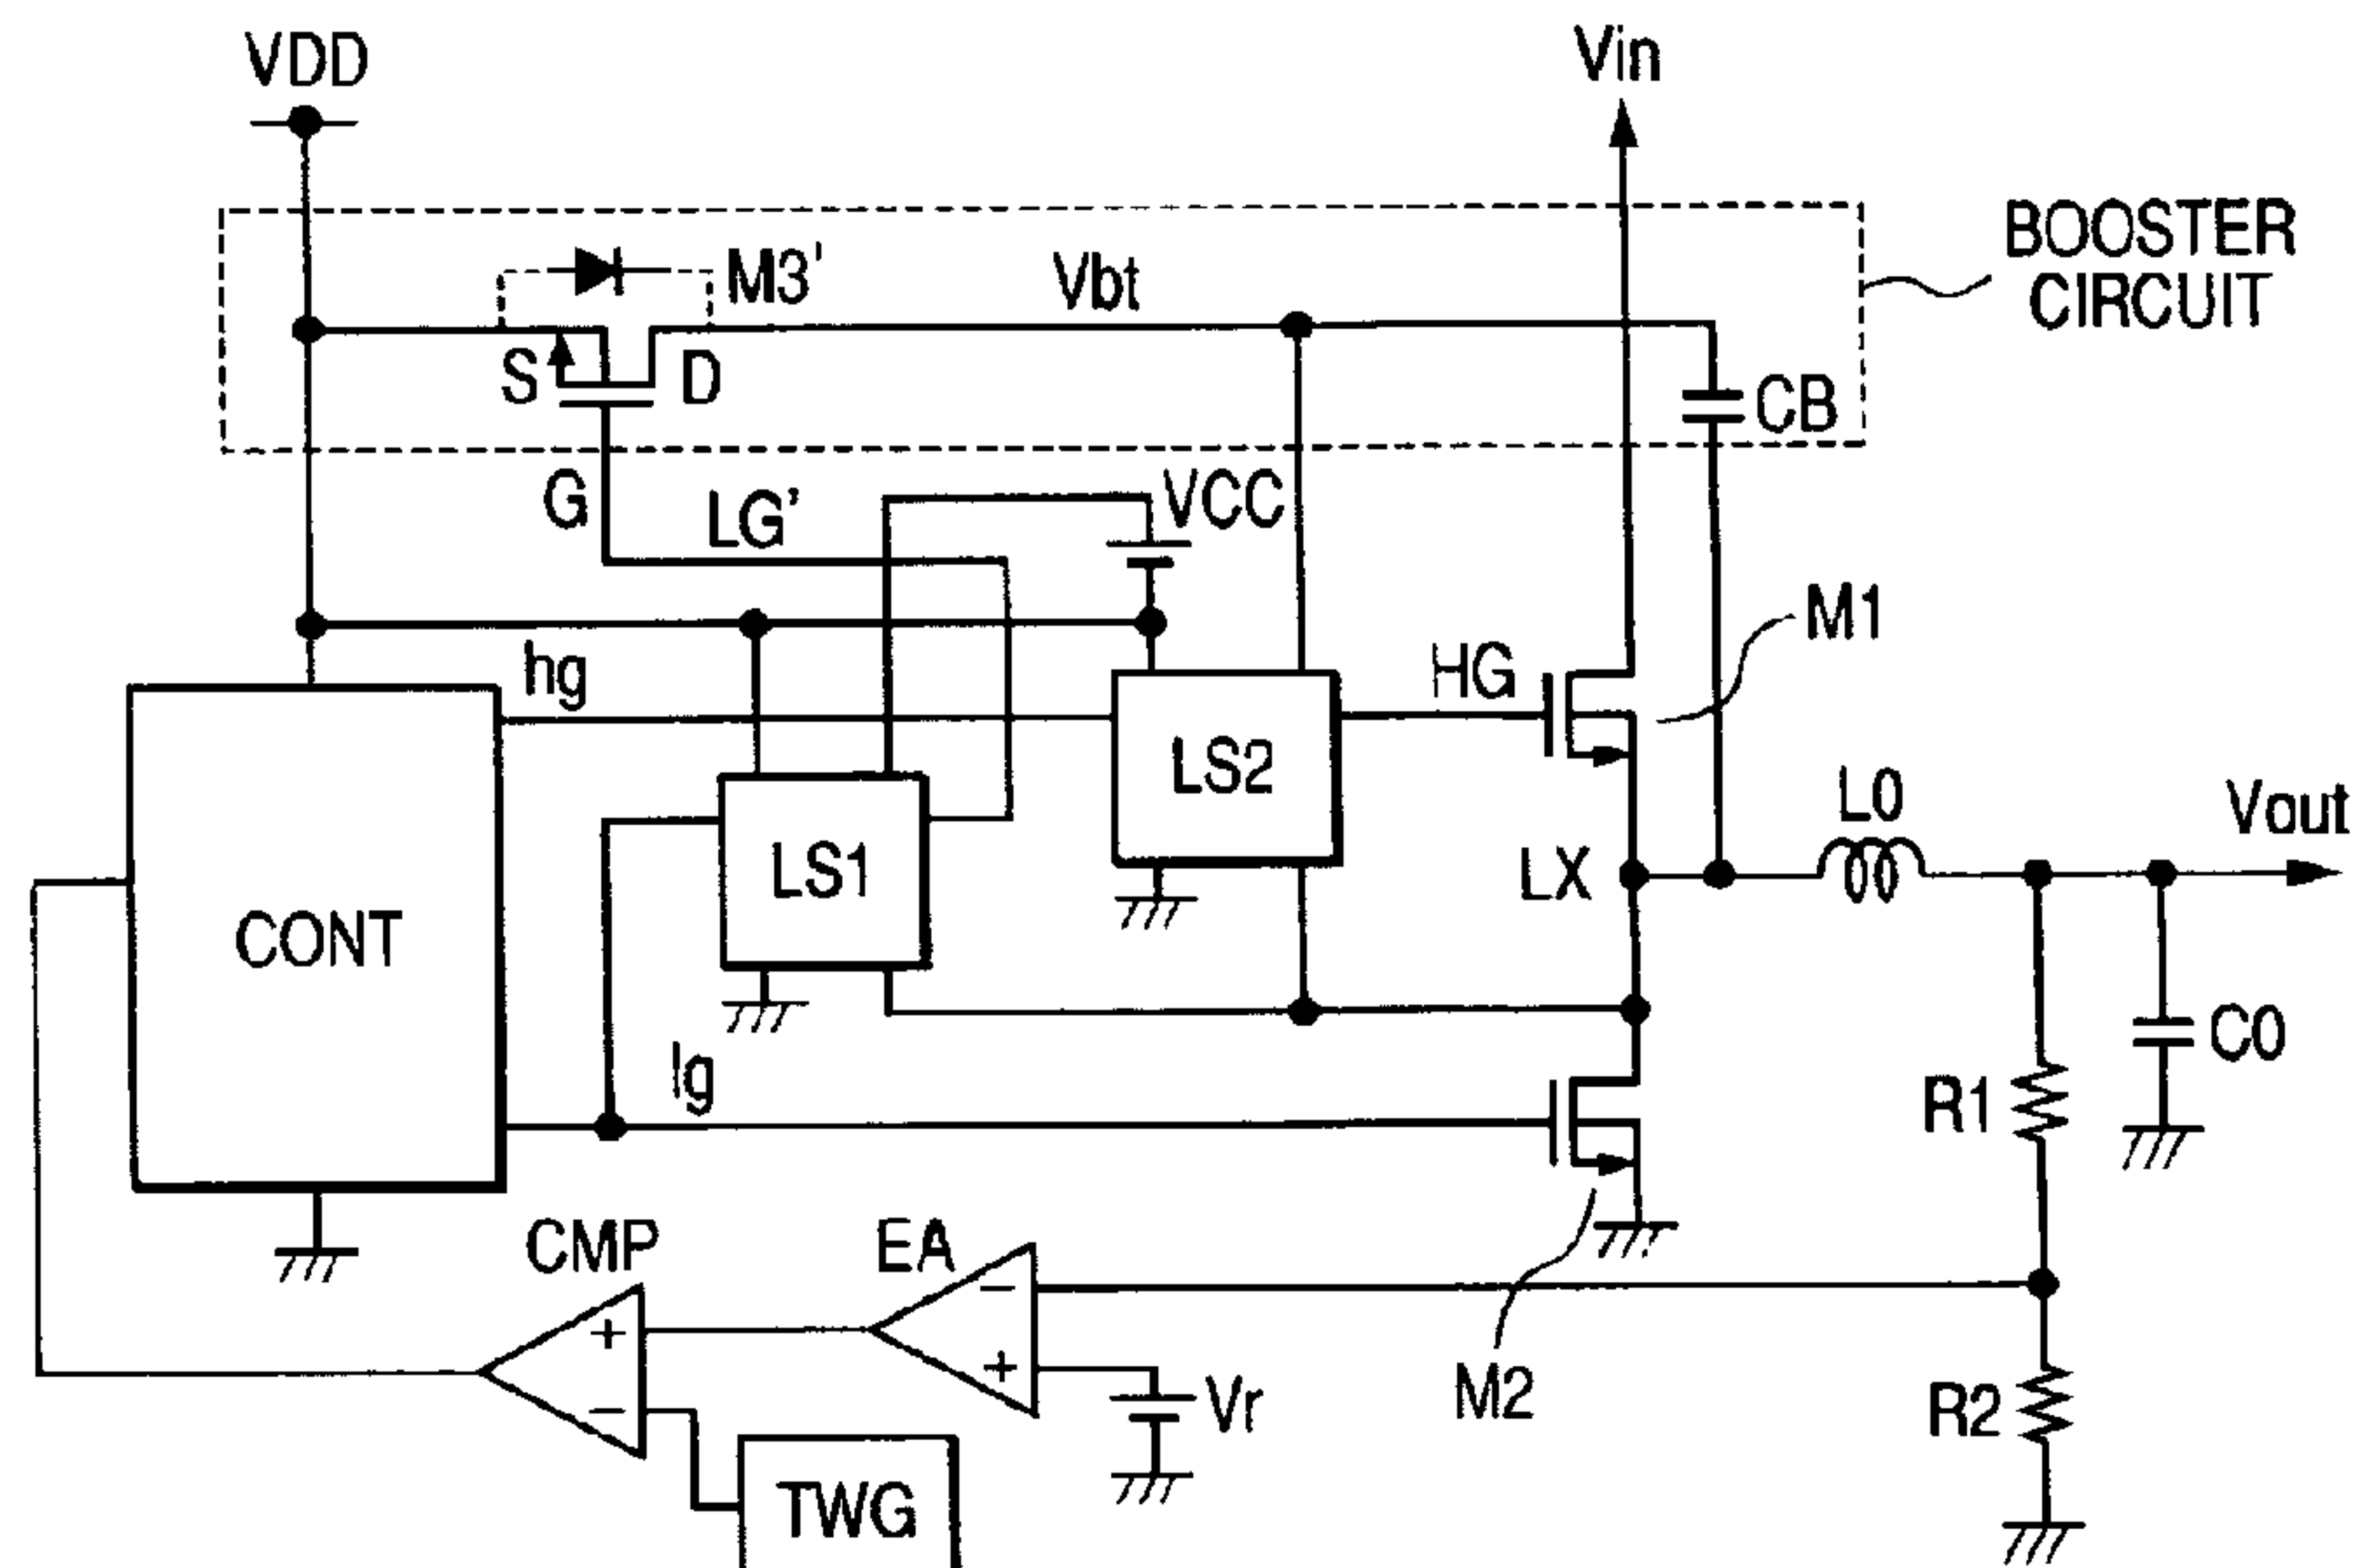 VDD
Vin
BOOSTER
CIRCUIT
M3'
Vbt
S
D
CB
G
LG'
VCC
M1
hg
HG
LS2
LS1
L0
Vout
LX
CONT
C0
lg
R1
CMP
EA
−
+
+
−
Vr
M2
R2
TWG